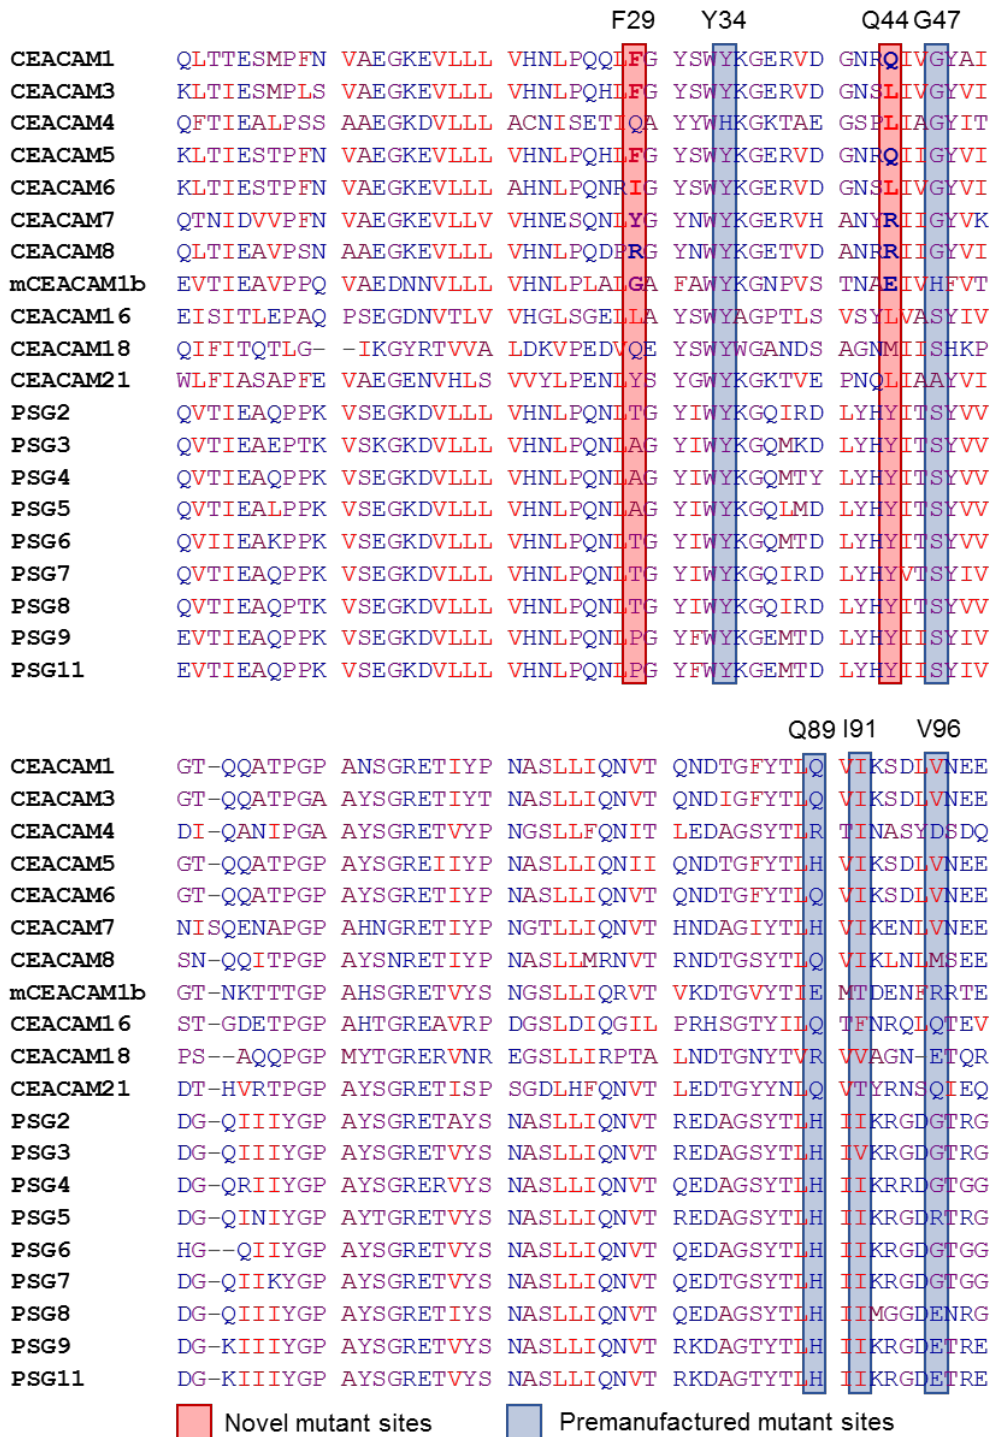 F29 Y34 Q44 G47
CEACAM1 QLTTESMPFN VAEGKEVLLL VHNLPQQLFG YSWYKGERVD GNRQIVGYAI
CEACAM3 KLTIESMPLS VAEGKEVLLL VHNLPQHLFG YSWYKGERVD GNSLIVGYVI
CEACAM4 QFTIEALPSS AAEGKDVLLL ACNISETIQA YYWHKGKTAE GSPLIAGYIT
CEACAM5 KLTIESTPFN VAEGKEVLLL VHNLPQHLFG YSWYKGERVD GNRQIIGYVI
CEACAM6 KLTIESTPFN VAEGKEVLLL AHNLPQNRIG YSWYKGERVD GNSLIVGYVI
CEACAM7 QTNIDVVPFN VAEGKEVLLV VHNESQNLYG YNWYKGERVH ANYRIIGYVK
CEACAM8 QLTIEAVPSN AAEGKEVLLL VHNLPQDPRG YNWYKGETVD ANRRIIGYVI
mCEACAM1b EVTIEAVPPQ VAEDNNVLLL VHNLPLALGA FAWYKGNPVS TNAEIVHFVT
CEACAM16 EISITLEPAQ PSEGDNVTLV VHGLSGELLA YSWYAGPTLS VSYLVASYIV
CEACAM18 QIFITQTLG- -IKGYRTVVA LDKVPEDVQE YSWYWGANDS AGNMIISHKP
CEACAM21 WLFIASAPFE VAEGENVHLS VVYLPENLYS YGWYKGKTVE PNQLIAAYVI
PSG2 QVTIEAQPPK VSEGKDVLLL VHNLPQNLTG YIWYKGQIRD LYHYITSYVV
PSG3 QVTIEAEPTK VSKGKDVLLL VHNLPQNLAG YIWYKGQMKD LYHYITSYVV
PSG4 QVTIEAQPPK VSEGKDVLLL VHNLPQNLAG YIWYKGQMTY LYHYITSYVV
PSG5 QVTIEALPPK VSEGKDVLLL VHNLPQNLAG YIWYKGQLMD LYHYITSYVV
PSG6 QVIIEAKPPK VSEGKDVLLL VHNLPQNLTG YIWYKGQMTD LYHYITSYVV
PSG7 QVTIEAQPPK VSEGKDVLLL VHNLPQNLTG YIWYKGQIRD LYHYVTSYIV
PSG8 QVTIEAQPTK VSEGKDVLLL VHNLPQNLTG YIWYKGQIRD LYHYITSYVV
PSG9 EVTIEAQPPK VSEGKDVLLL VHNLPQNLPG YFWYKGEMTD LYHYIISYIV
PSG11 EVTIEAQPPK VSEGKDVLLL VHNLPQNLPG YFWYKGEMTD LYHYIISYIV
Q89 I91 V96
CEACAM1 GT-QQATPGP ANSGRETIYP NASLLIQNVT QNDTGFYTLQ VIKSDLVNEE
CEACAM3 GT-QQATPGA AYSGRETIYT NASLLIQNVT QNDIGFYTLQ VIKSDLVNEE
CEACAM4 DI-QANIPGA AYSGRETVYP NGSLLFQNIT LEDAGSYTLR TINASYDSDQ
CEACAM5 GT-QQATPGP AYSGREIIYP NASLLIQNII QNDTGFYTLH VIKSDLVNEE
CEACAM6 GT-QQATPGP AYSGRETIYP NASLLIQNVT QNDTGFYTLQ VIKSDLVNEE
CEACAM7 NISQENAPGP AHNGRETIYP NGTLLIQNVT HNDAGIYTLH VIKENLVNEE
CEACAM8 SN-QQITPGP AYSNRETIYP NASLLMRNVT RNDTGSYTLQ VIKLNLMSEE
mCEACAM1b GT-NKTTTGP AHSGRETVYS NGSLLIQRVT VKDTGVYTIE MTDENFRRTE
CEACAM16 ST-GDETPGP AHTGREAVRP DGSLDIQGIL PRHSGTYILQ TFNRQLQTEV
CEACAM18 PS--AQQPGP MYTGRERVNR EGSLLIRPTA LNDTGNYTVR VVAGN-ETQR
CEACAM21 DT-HVRTPGP AYSGRETISP SGDLHFQNVT LEDTGYYNLQ VTYRNSQIEQ
PSG2 DG-QIIIYGP AYSGRETAYS NASLLIQNVT REDAGSYTLH IIKRGDGTRG
PSG3 DG-QIIIYGP AYSGRETVYS NASLLIQNVT REDAGSYTLH IVKRGDGTRG
PSG4 DG-QRIIYGP AYSGRERVYS NASLLIQNVT QEDAGSYTLH IIKRRDGTGG
PSG5 DG-QINIYGP AYTGRETVYS NASLLIQNVT REDAGSYTLH IIKRGDRTRG
PSG6 HG--QIIYGP AYSGRETVYS NASLLIQNVT QEDAGSYTLH IIKRGDGTGG
PSG7 DG-QIIKYGP AYSGRETVYS NASLLIQNVT QEDTGSYTLH IIKRGDGTGG
PSG8 DG-QIIIYGP AYSGRETIYS NASLLIQNVT QEDAGSYTLH IIMGGDENRG
PSG9 DG-KIIIYGP AYSGRETVYS NASLLIQNVT RKDAGTYTLH IIKRGDETRE
PSG11 DG-KIIIYGP AYSGRETVYS NASLLIQNVT RKDAGTYTLH IIKRGDETRE
Novel mutant sites Premanufactured mutant sites